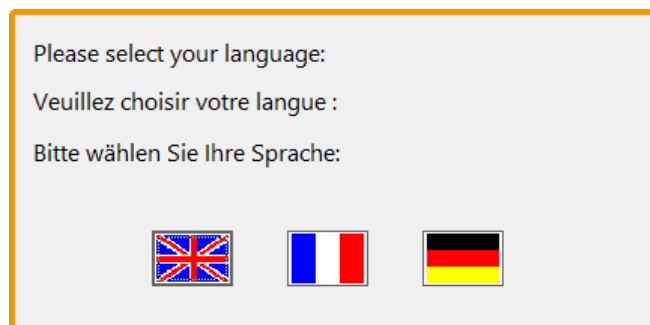 Please select your language:
Veuillez choisir votre langue :
Bitte wählen Sie Ihre Sprache: